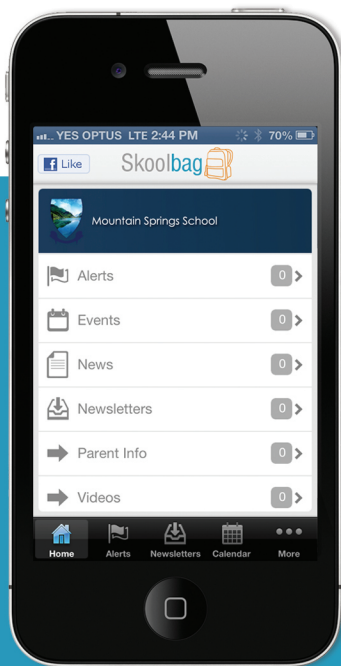 YES OPTUS LTE 2:44 PM 70%
Like Skoolbag
Mountain Springs School
Alerts 0
Events 0
News 0
Newsletters 0
Parent Info 0
Videos 0
Home Alerts Newsletters Calendar More